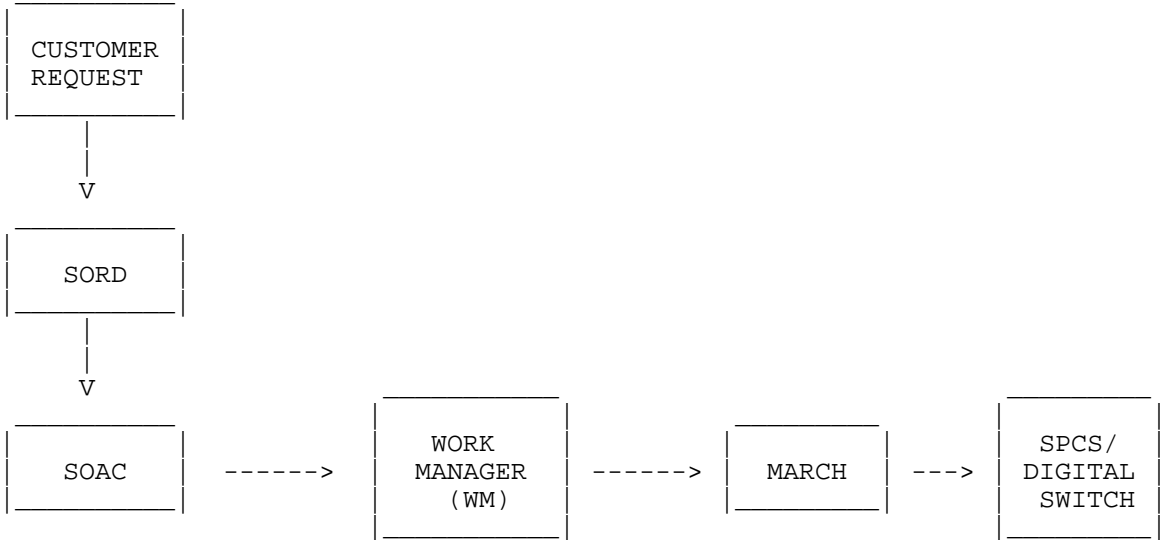 CUSTOMER
REQUEST
|
|
V
SORD
|
|
V
SOAC ------> WORK MANAGER (WM) ------> MARCH ---> SPCS/ DIGITAL SWITCH